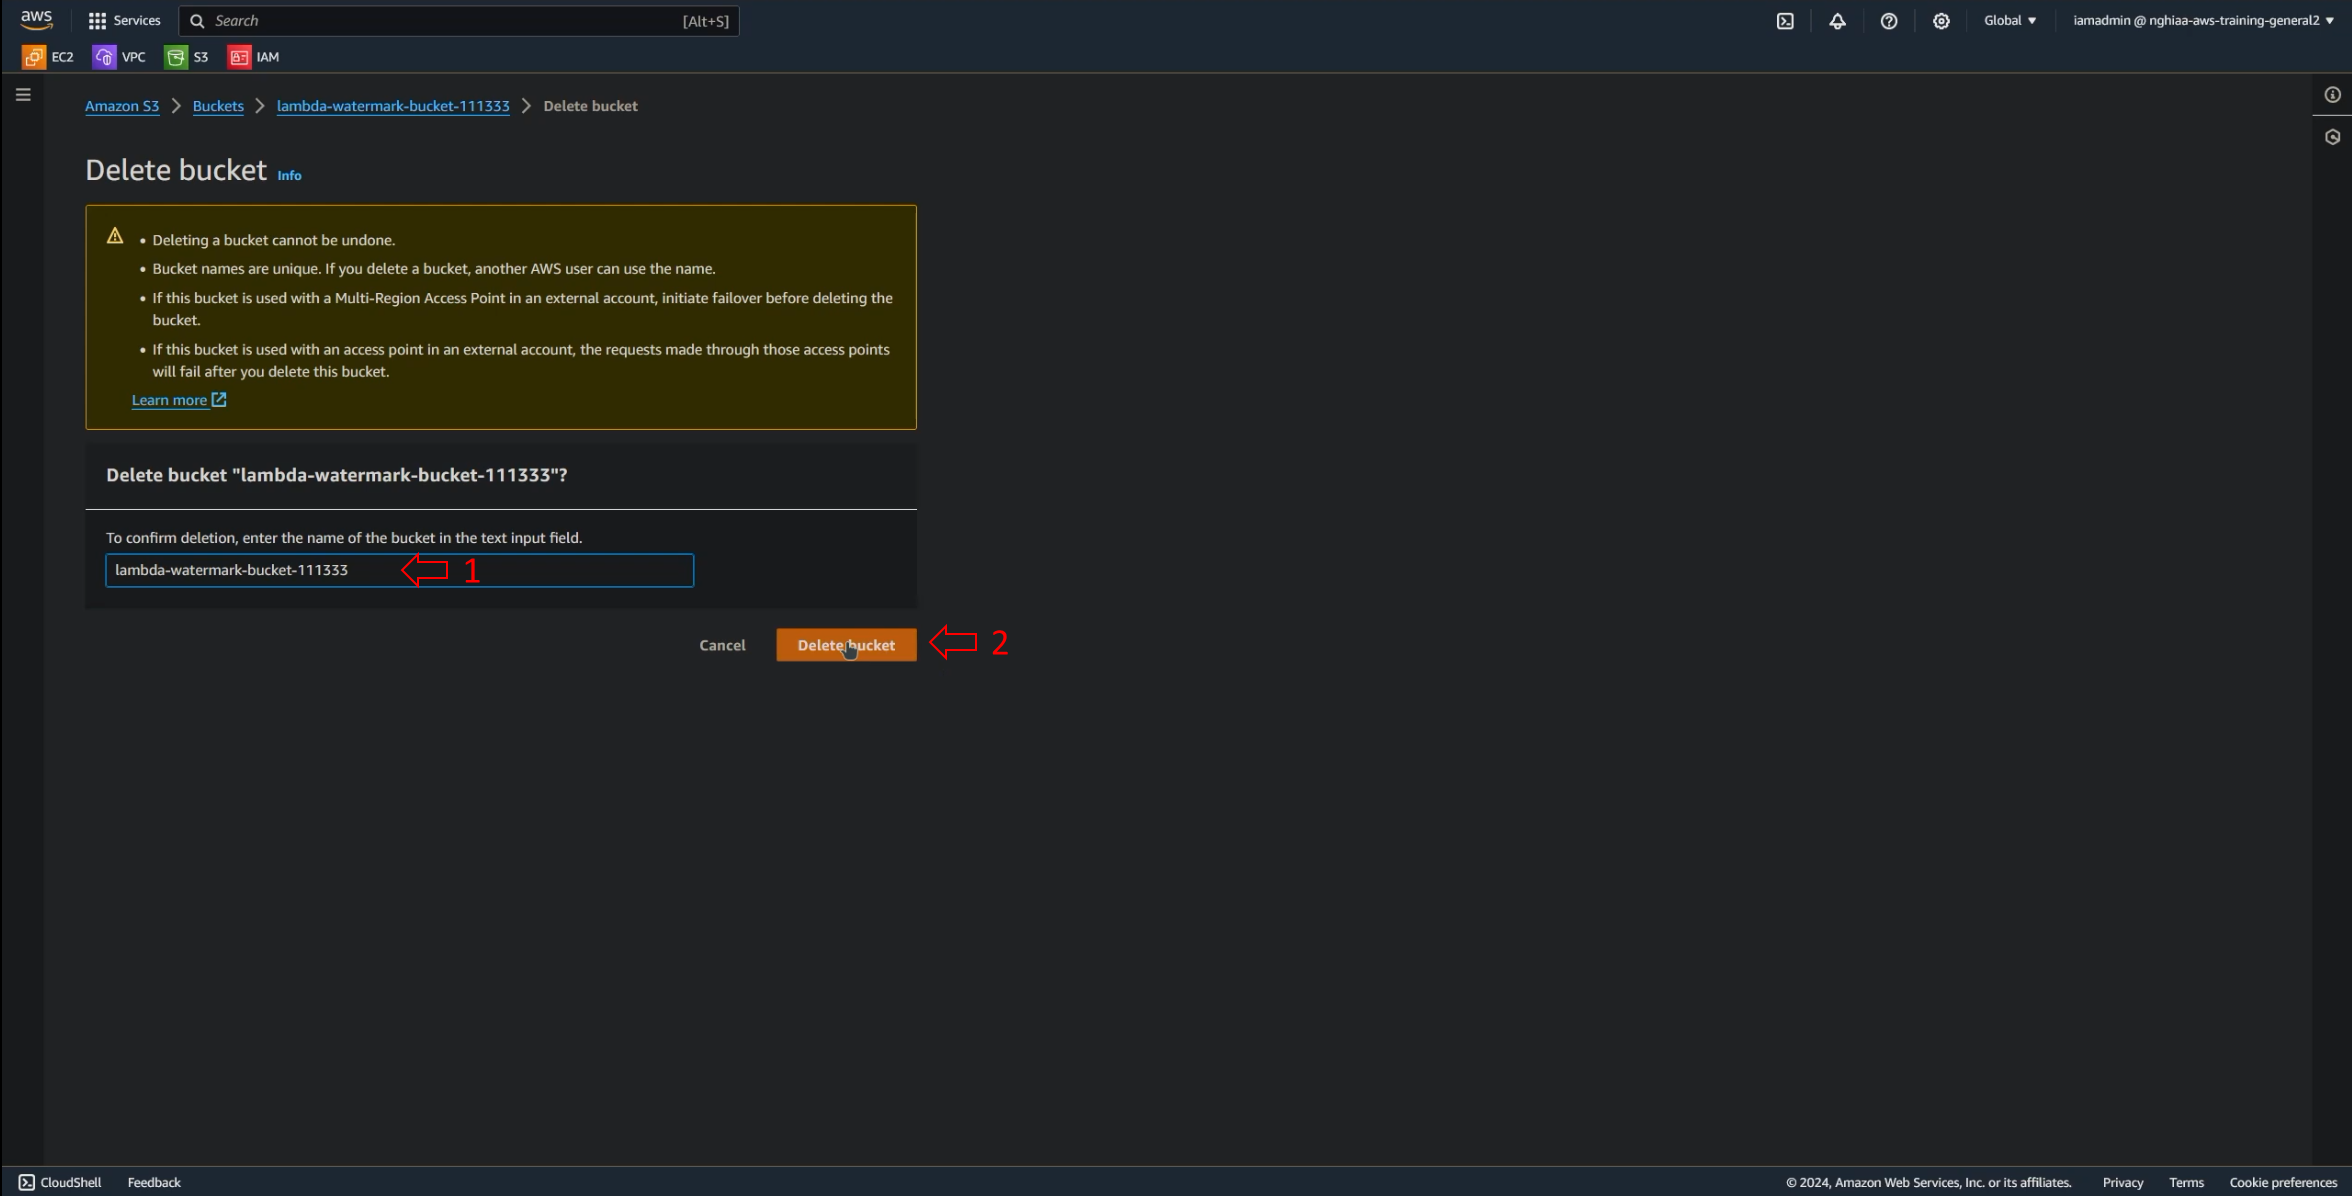 aws
Services
Search
[Alt+S]
Global ▼
iamadmin @ nghiaa-aws-training-general2 ▼
EC2
VPC
S3
IAM
Amazon S3 > Buckets > lambda-watermark-bucket-111333 > Delete bucket
Delete bucket Info
• Deleting a bucket cannot be undone.
• Bucket names are unique. If you delete a bucket, another AWS user can use the name.
• If this bucket is used with a Multi-Region Access Point in an external account, initiate failover before deleting the
bucket.
• If this bucket is used with an access point in an external account, the requests made through those access points
will fail after you delete this bucket.
Learn more
Delete bucket "lambda-watermark-bucket-111333"?
To confirm deletion, enter the name of the bucket in the text input field.
lambda-watermark-bucket-111333
1
Cancel
Delete bucket
2
CloudShell
Feedback
© 2024, Amazon Web Services, Inc. or its affiliates.
Privacy
Terms
Cookie preferences